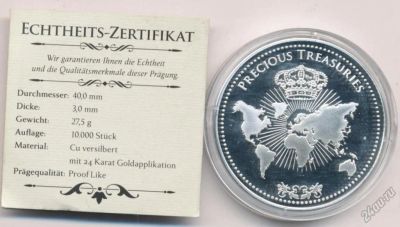 ECHTHEITS-ZERTIFIKAT
Wir garantieren Ihnen die Echtheit
und die Qualitätsmerkmale dieser Prägung.
Durchmesser: 40,0 mm
Dicke: 3,0 mm
Gewicht: 27,5 g
Auflage: 10.000 Stück
Material: Cu versilbert
mit 24 Karat Goldapplikation
Prägequalität: Proof Like
PRECIOUS TREASURIES
24au.ru